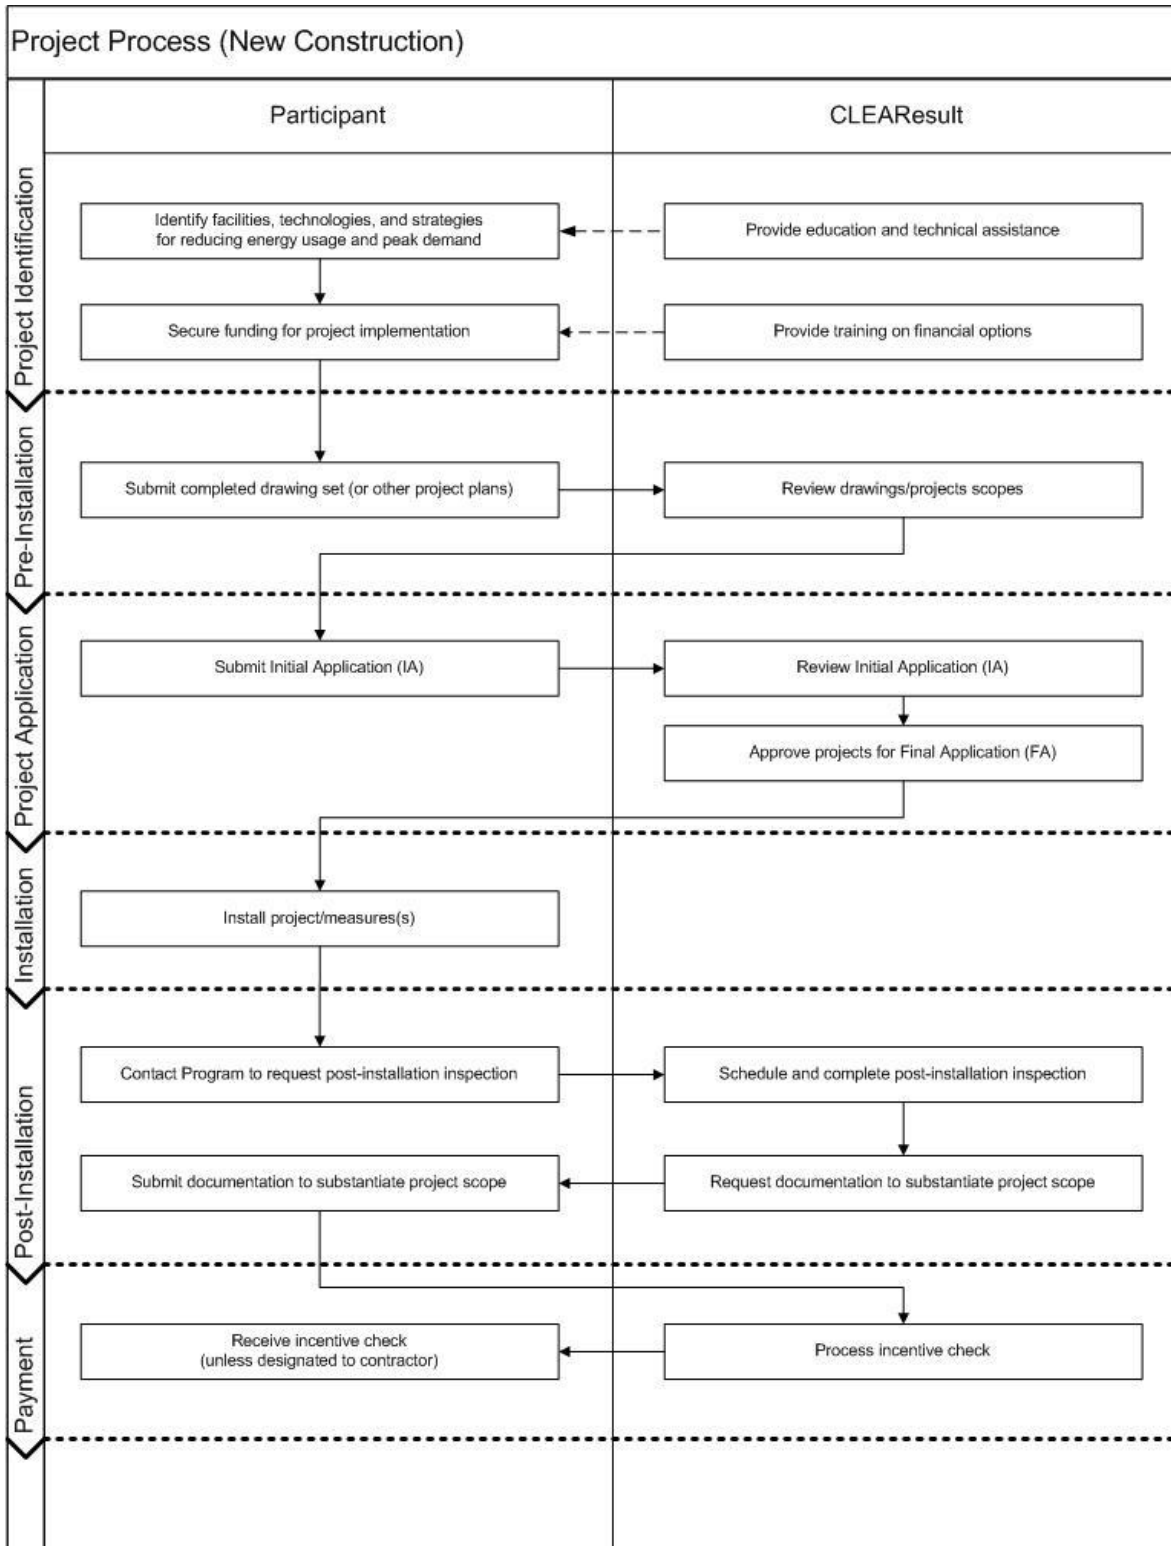 Project Process (New Construction)
Participant
CLEAResult
Project Identification
Identify facilities, technologies, and strategies
for reducing energy usage and peak demand
Provide education and technical assistance
Secure funding for project implementation
Provide training on financial options
Pre-Installation
Submit completed drawing set (or other project plans)
Review drawings/projects scopes
Project Application
Submit Initial Application (IA)
Review Initial Application (IA)
Approve projects for Final Application (FA)
Installation
Install project/measures(s)
Post-Installation
Contact Program to request post-installation inspection
Schedule and complete post-installation inspection
Submit documentation to substantiate project scope
Request documentation to substantiate project scope
Payment
Receive incentive check
(unless designated to contractor)
Process incentive check